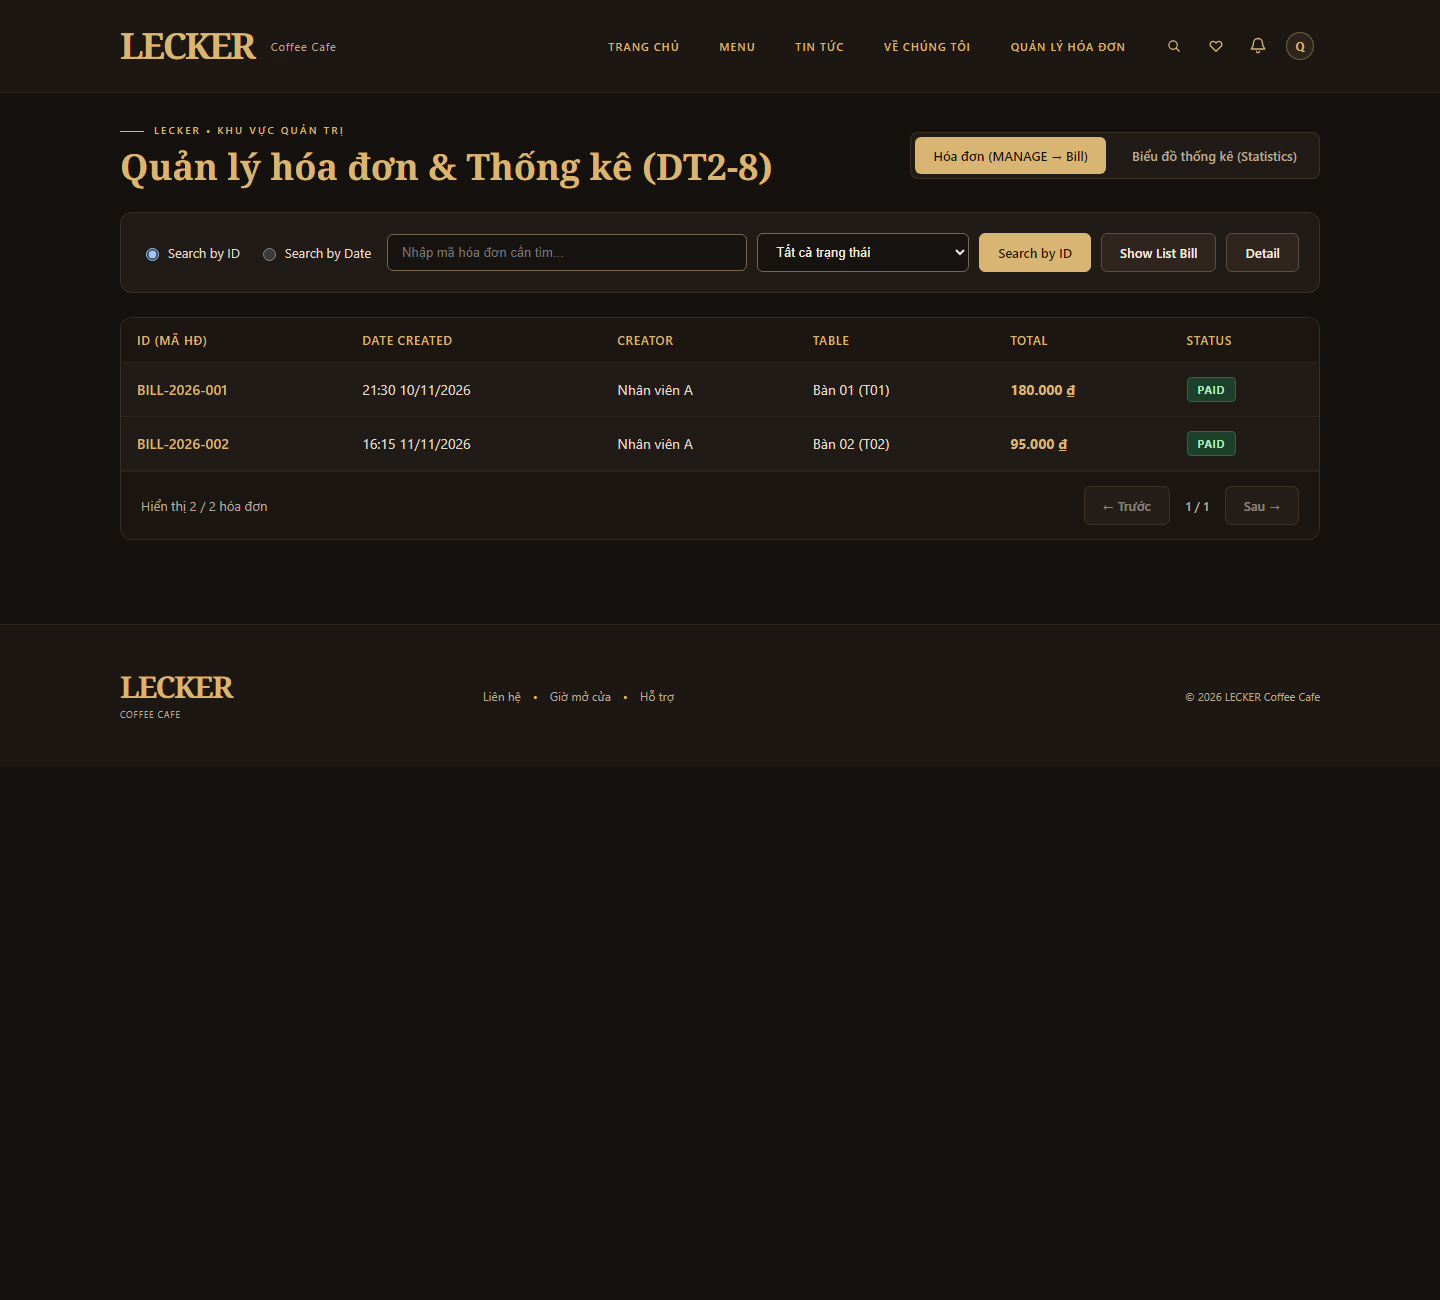 LECKER Coffee Cafe TRANG CHỦ MENU TIN TỨC VỀ CHÚNG TÔI QUẢN LÝ HÓA ĐƠN Q
LECKER • KHU VỰC QUẢN TRỊ
Quản lý hóa đơn & Thống kê (DT2-8)
Hóa đơn (MANAGE → Bill) Biểu đồ thống kê (Statistics)
Search by ID Search by Date Nhập mã hóa đơn cần tìm... Tất cả trạng thái Search by ID Show List Bill Detail
ID (MÃ HĐ) DATE CREATED CREATOR TABLE TOTAL STATUS
BILL-2026-001 21:30 10/11/2026 Nhân viên A Bàn 01 (T01) 180.000 ₫ PAID
BILL-2026-002 16:15 11/11/2026 Nhân viên A Bàn 02 (T02) 95.000 ₫ PAID
Hiển thị 2 / 2 hóa đơn ← Trước 1 / 1 Sau →
LECKER
COFFEE CAFE
Liên hệ • Giờ mở cửa • Hỗ trợ
© 2026 LECKER Coffee Cafe